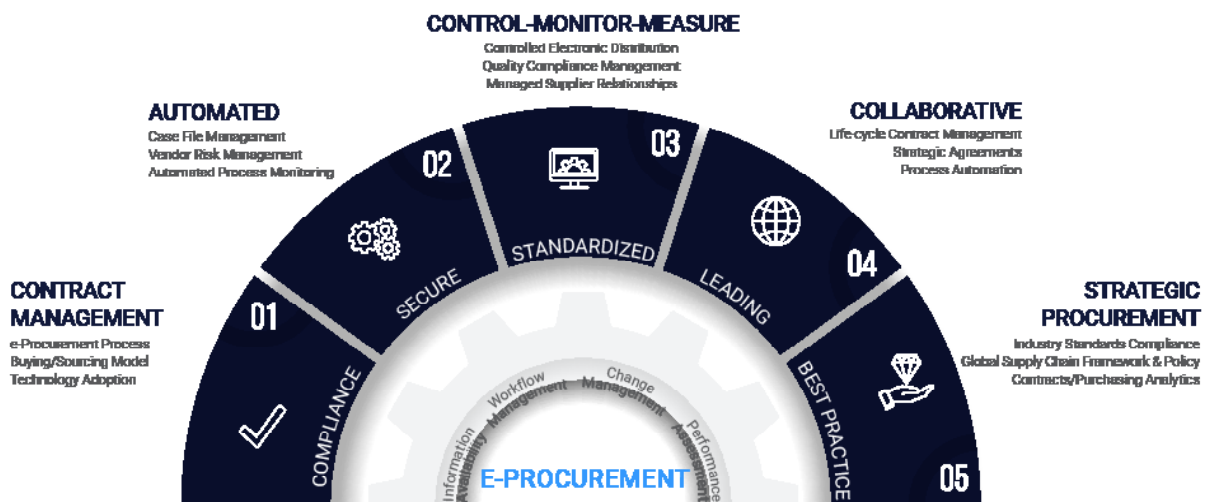 CONTROL-MONITOR-MEASURE
Controlled Electronic Distribution
Quality Compliance Management
Managed Supplier Relationships
AUTOMATED
Case File Management
Vendor Risk Management
Automated Process Monitoring
COLLABORATIVE
Life-cycle Contract Management
Strategic Agreements
Process Automation
CONTRACT
MANAGEMENT
e-Procurement Process
Buying/Sourcing Model
Technology Adoption
STRATEGIC
PROCUREMENT
Industry Standards Compliance
Global Supply Chain Framework & Policy
Contracts/Purchasing Analytics
01
COMPLIANCE
02
SECURE
03
STANDARDIZED
04
LEADING
05
BEST PRACTICE
Information
Availability
Workflow
Management
Change
Management
Performance
Assessment
E-PROCUREMENT